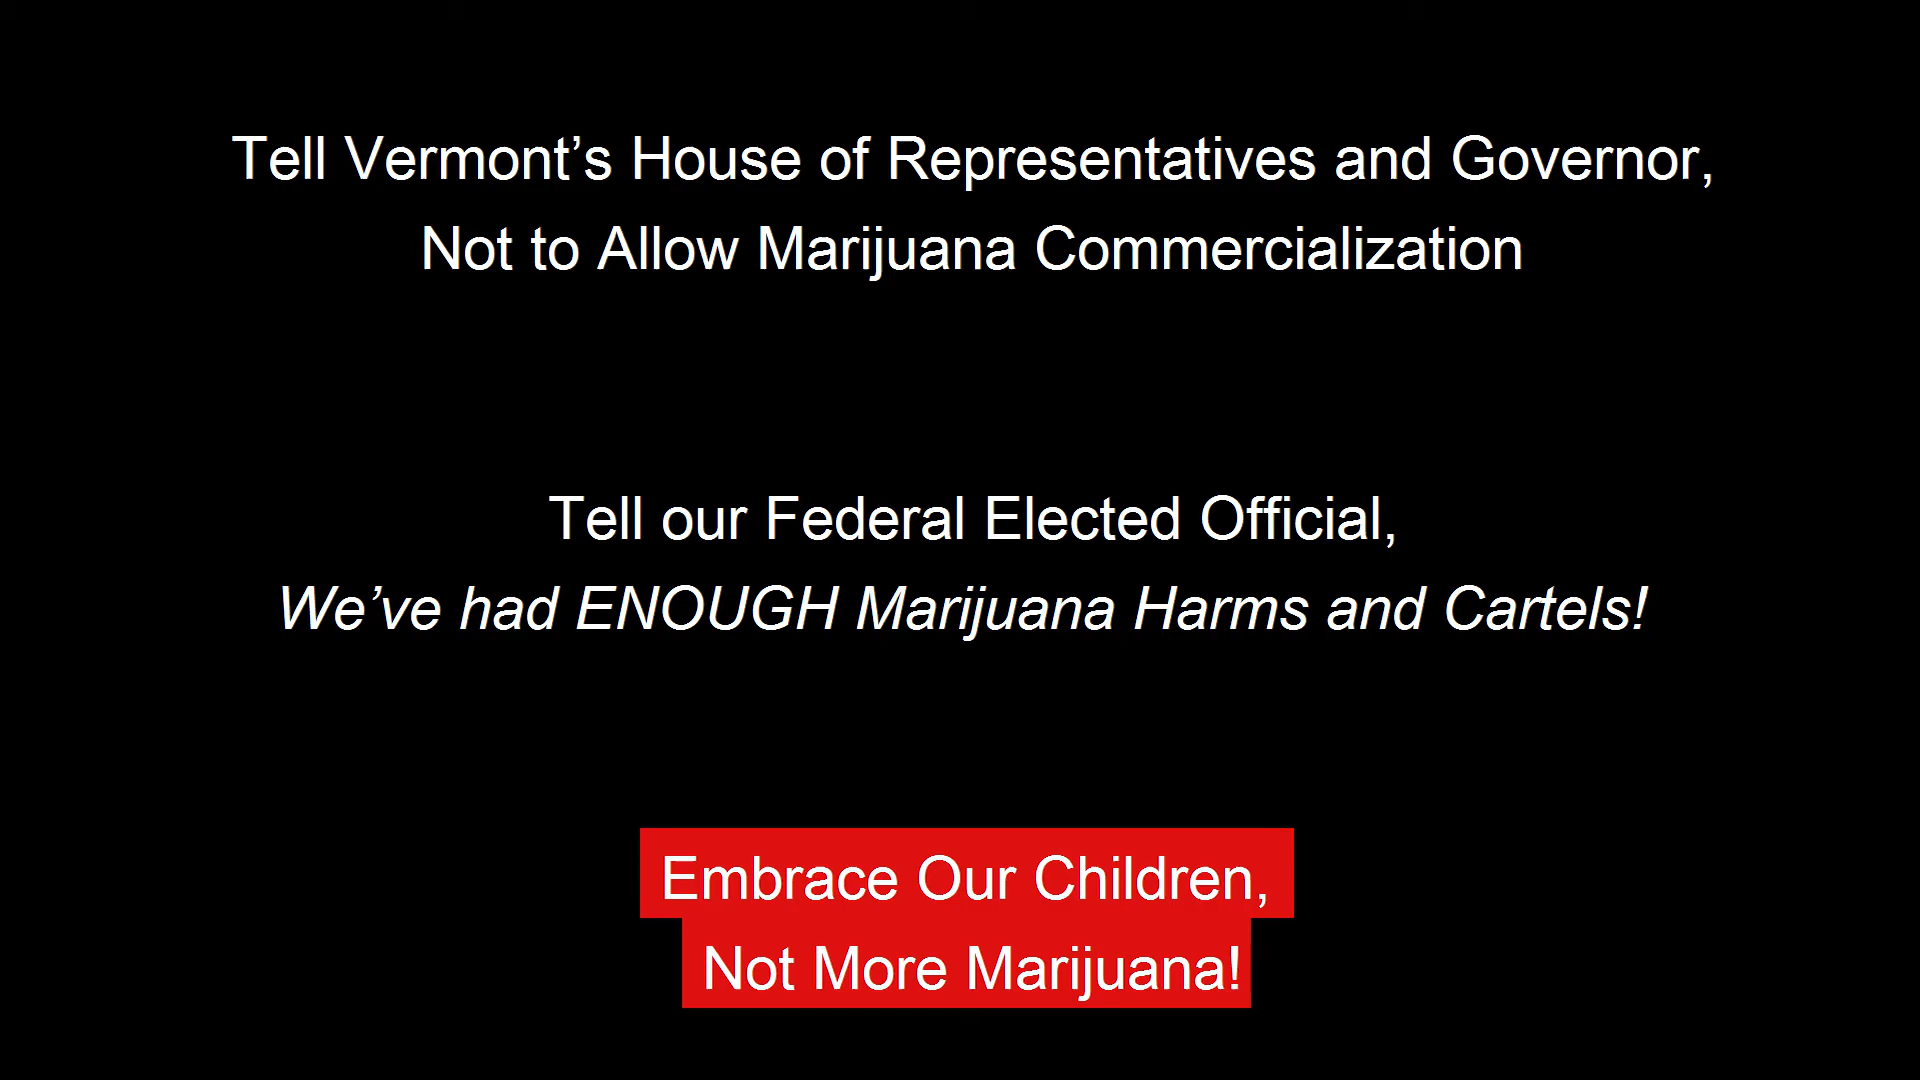 Tell Vermont’s House of Representatives and Governor,
Not to Allow Marijuana Commercialization
Tell our Federal Elected Official,
We’ve had ENOUGH Marijuana Harms and Cartels!
Embrace Our Children,
Not More Marijuana!